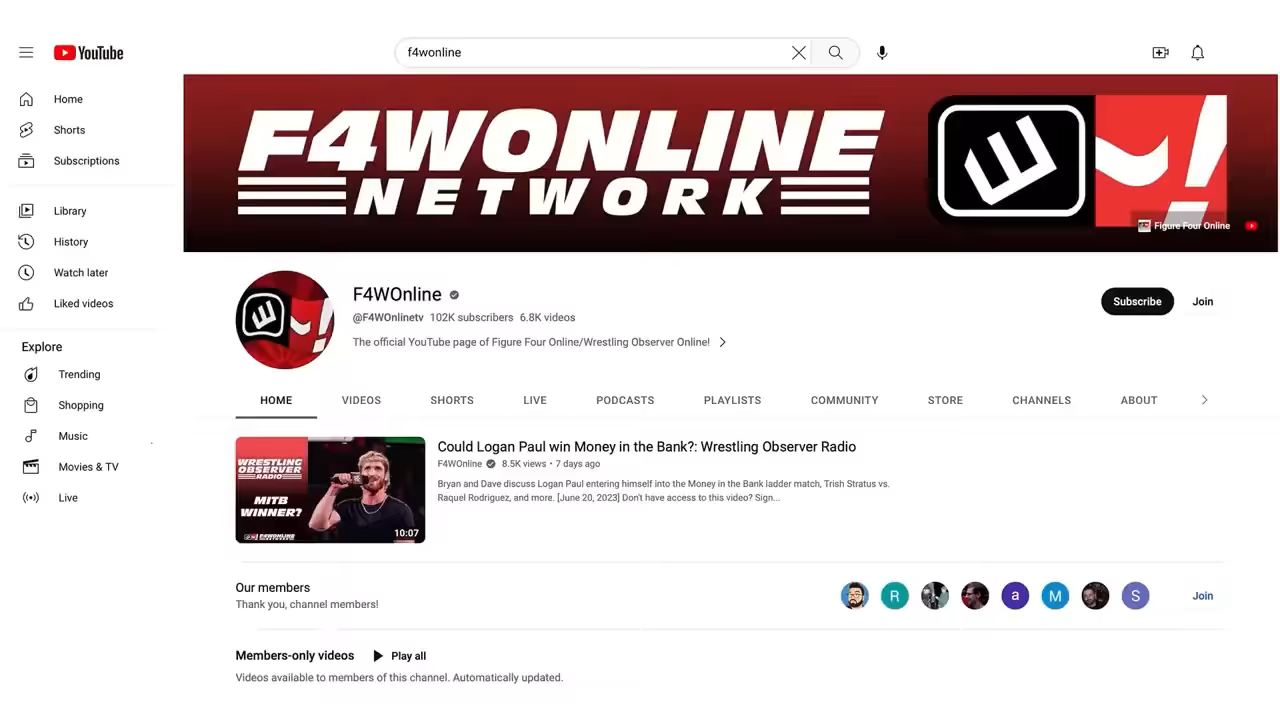 YouTube
f4wonline
Home
Shorts
Subscriptions
Library
History
Watch later
Liked videos
Explore
Trending
Shopping
Music
Movies & TV
Live
F4WONLINE
NETWORK
Figure Four Online
F4WOnline
@F4WOnlinetv 102K subscribers 6.8K videos
The official YouTube page of Figure Four Online/Wrestling Observer Online!
Subscribe
Join
HOME VIDEOS SHORTS LIVE PODCASTS PLAYLISTS COMMUNITY STORE CHANNELS ABOUT
WRESTLING
OBSERVER
RADIO
MITB
WINNER?
F4WONLINE
NETWORK
10:07
Could Logan Paul win Money in the Bank?: Wrestling Observer Radio
F4WOnline 8.5K views • 7 days ago
Bryan and Dave discuss Logan Paul entering himself into the Money in the Bank ladder match, Trish Stratus vs.
Raquel Rodriguez, and more. [June 20, 2023] Don't have access to this video? Sign...
Our members
Thank you, channel members!
R
a
M
S
Join
Members-only videos
Play all
Videos available to members of this channel. Automatically updated.